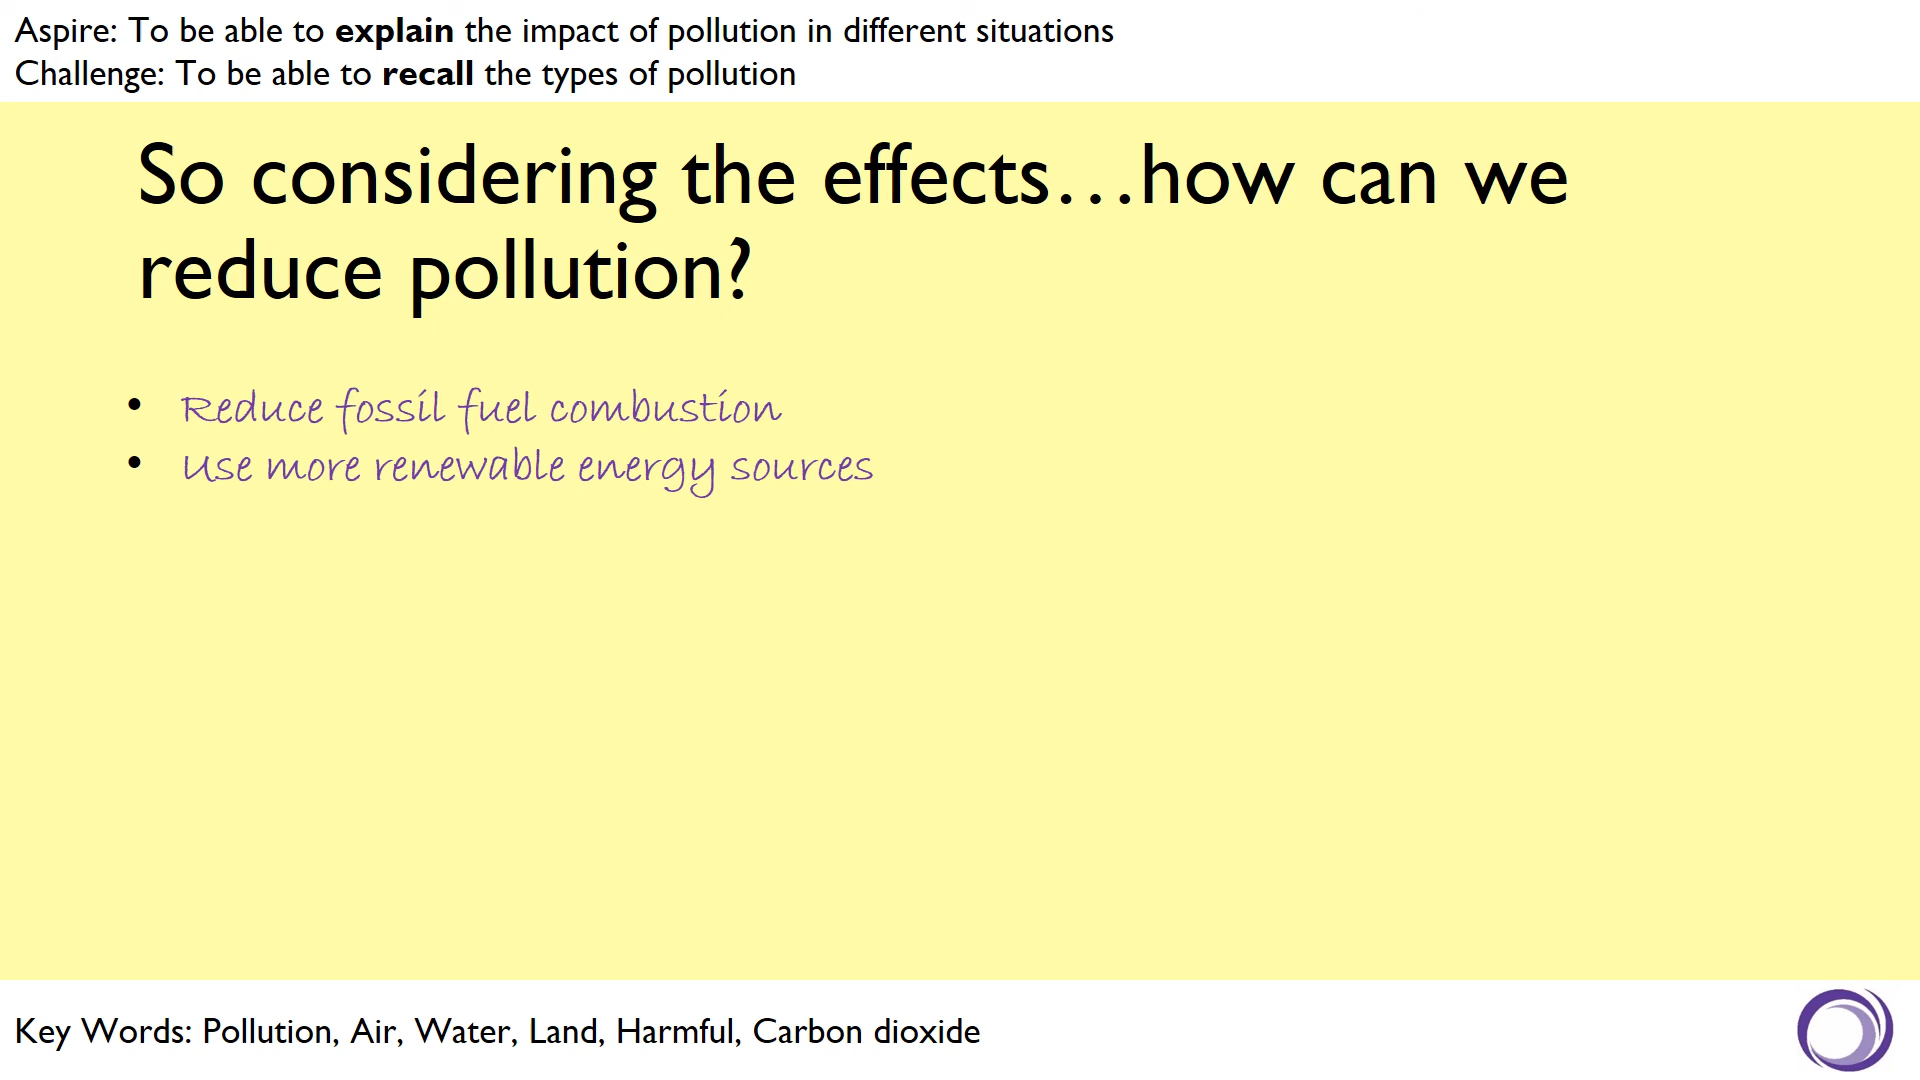 Aspire: To be able to explain the impact of pollution in different situations
Challenge: To be able to recall the types of pollution
So considering the effects…how can we
reduce pollution?
• Reduce fossil fuel combustion
• Use more renewable energy sources
Key Words: Pollution, Air, Water, Land, Harmful, Carbon dioxide